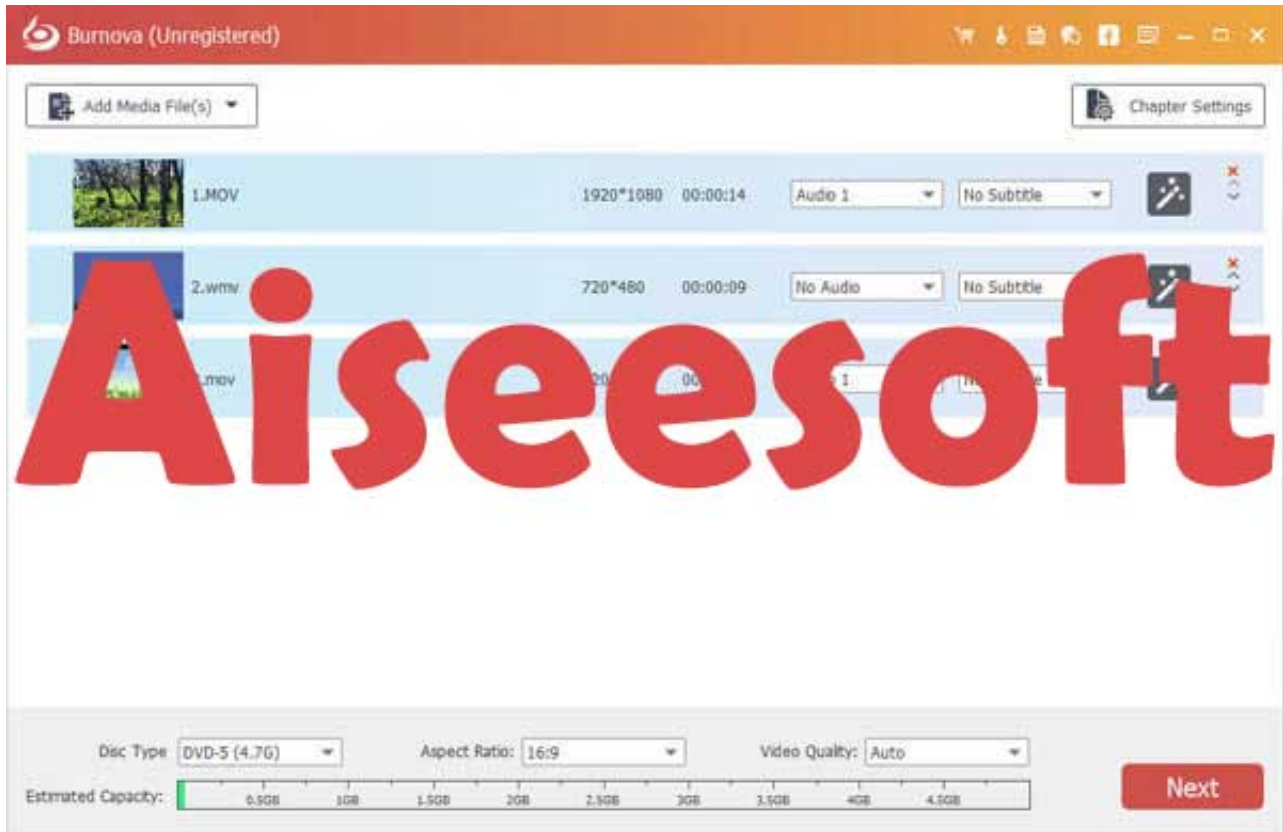 Burnova (Unregistered)
Add Media File(s)
Chapter Settings
1.MOV 1920*1080 00:00:14 Audio 1 No Subtitle
2.wmv 720*480 00:00:09 No Audio No Subtitle
Aiseesoft
Disc Type DVD-5 (4.7G) Aspect Ratio: 16:9 Video Quality: Auto
Estimated Capacity: 0.5GB 1GB 1.5GB 2GB 2.5GB 3GB 3.5GB 4GB 4.5GB
Next